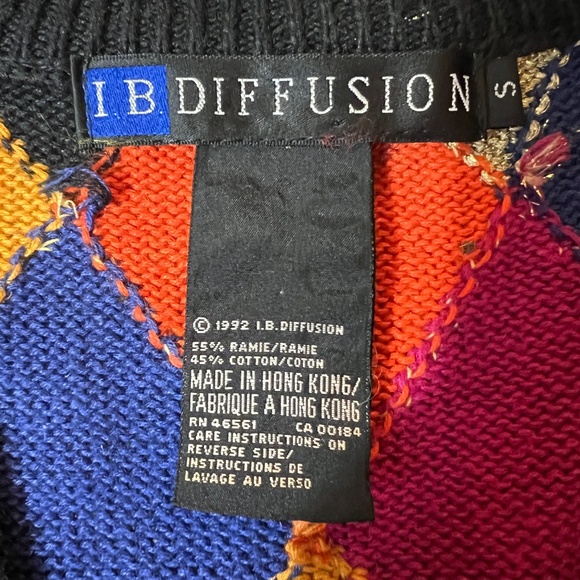 I B DIFFUSION
S
© 1992 I.B.DIFFUSION
55% RAMIE/RAMIE
45% COTTON/COTON
MADE IN HONG KONG/
FABRIQUE A HONG KONG
RN 46561 CA 00184
CARE INSTRUCTIONS ON
REVERSE SIDE/
INSTRUCTIONS DE
LAVAGE AU VERSO